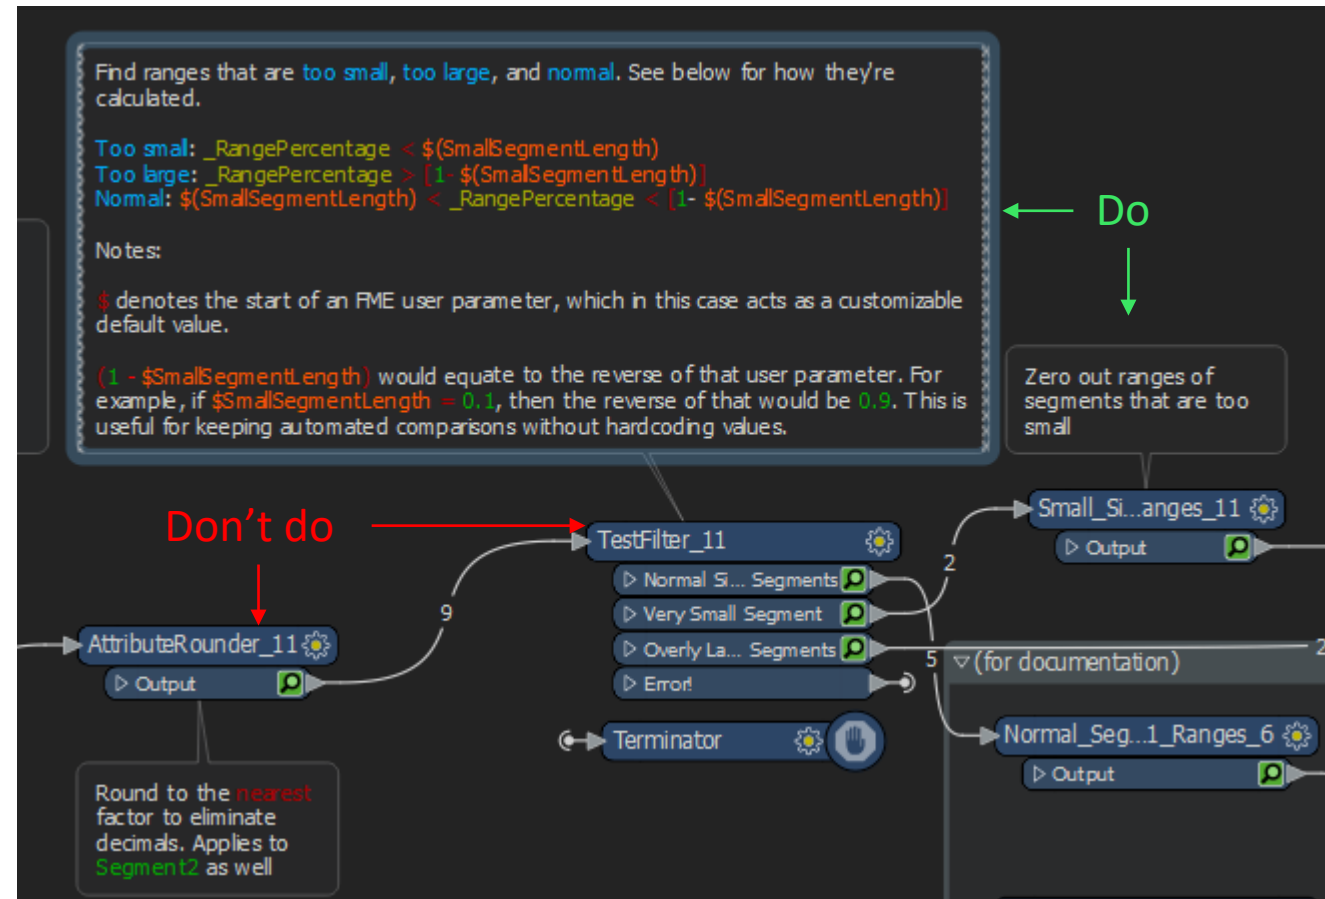 Find ranges that are too small, too large, and normal. See below for how they're
calculated.
Too small: _RangePercentage < $(SmallSegmentLength)
Too large: _RangePercentage > [1- $(SmallSegmentLength)]
Normal: $(SmallSegmentLength) < _RangePercentage < [1- $(SmallSegmentLength)]
Notes:
$ denotes the start of an FME user parameter, which in this case acts as a customizable
default value.
(1 - $SmallSegmentLength) would equate to the reverse of that user parameter. For
example, if $SmallSegmentLength = 0.1, then the reverse of that would be 0.9. This is
useful for keeping automated comparisons without hardcoding values.
Do
Zero out ranges of
segments that are too
small
Don't do
Small_Si...anges_11
Output
TestFilter_11
Normal Si... Segments
Very Small Segment
Overly La... Segments
Error!
2
9
5
2
AttributeRounder_11
Output
(for documentation)
Terminator
Normal_Seg...1_Ranges_6
Output
Round to the nearest
factor to eliminate
decimals. Applies to
Segment2 as well